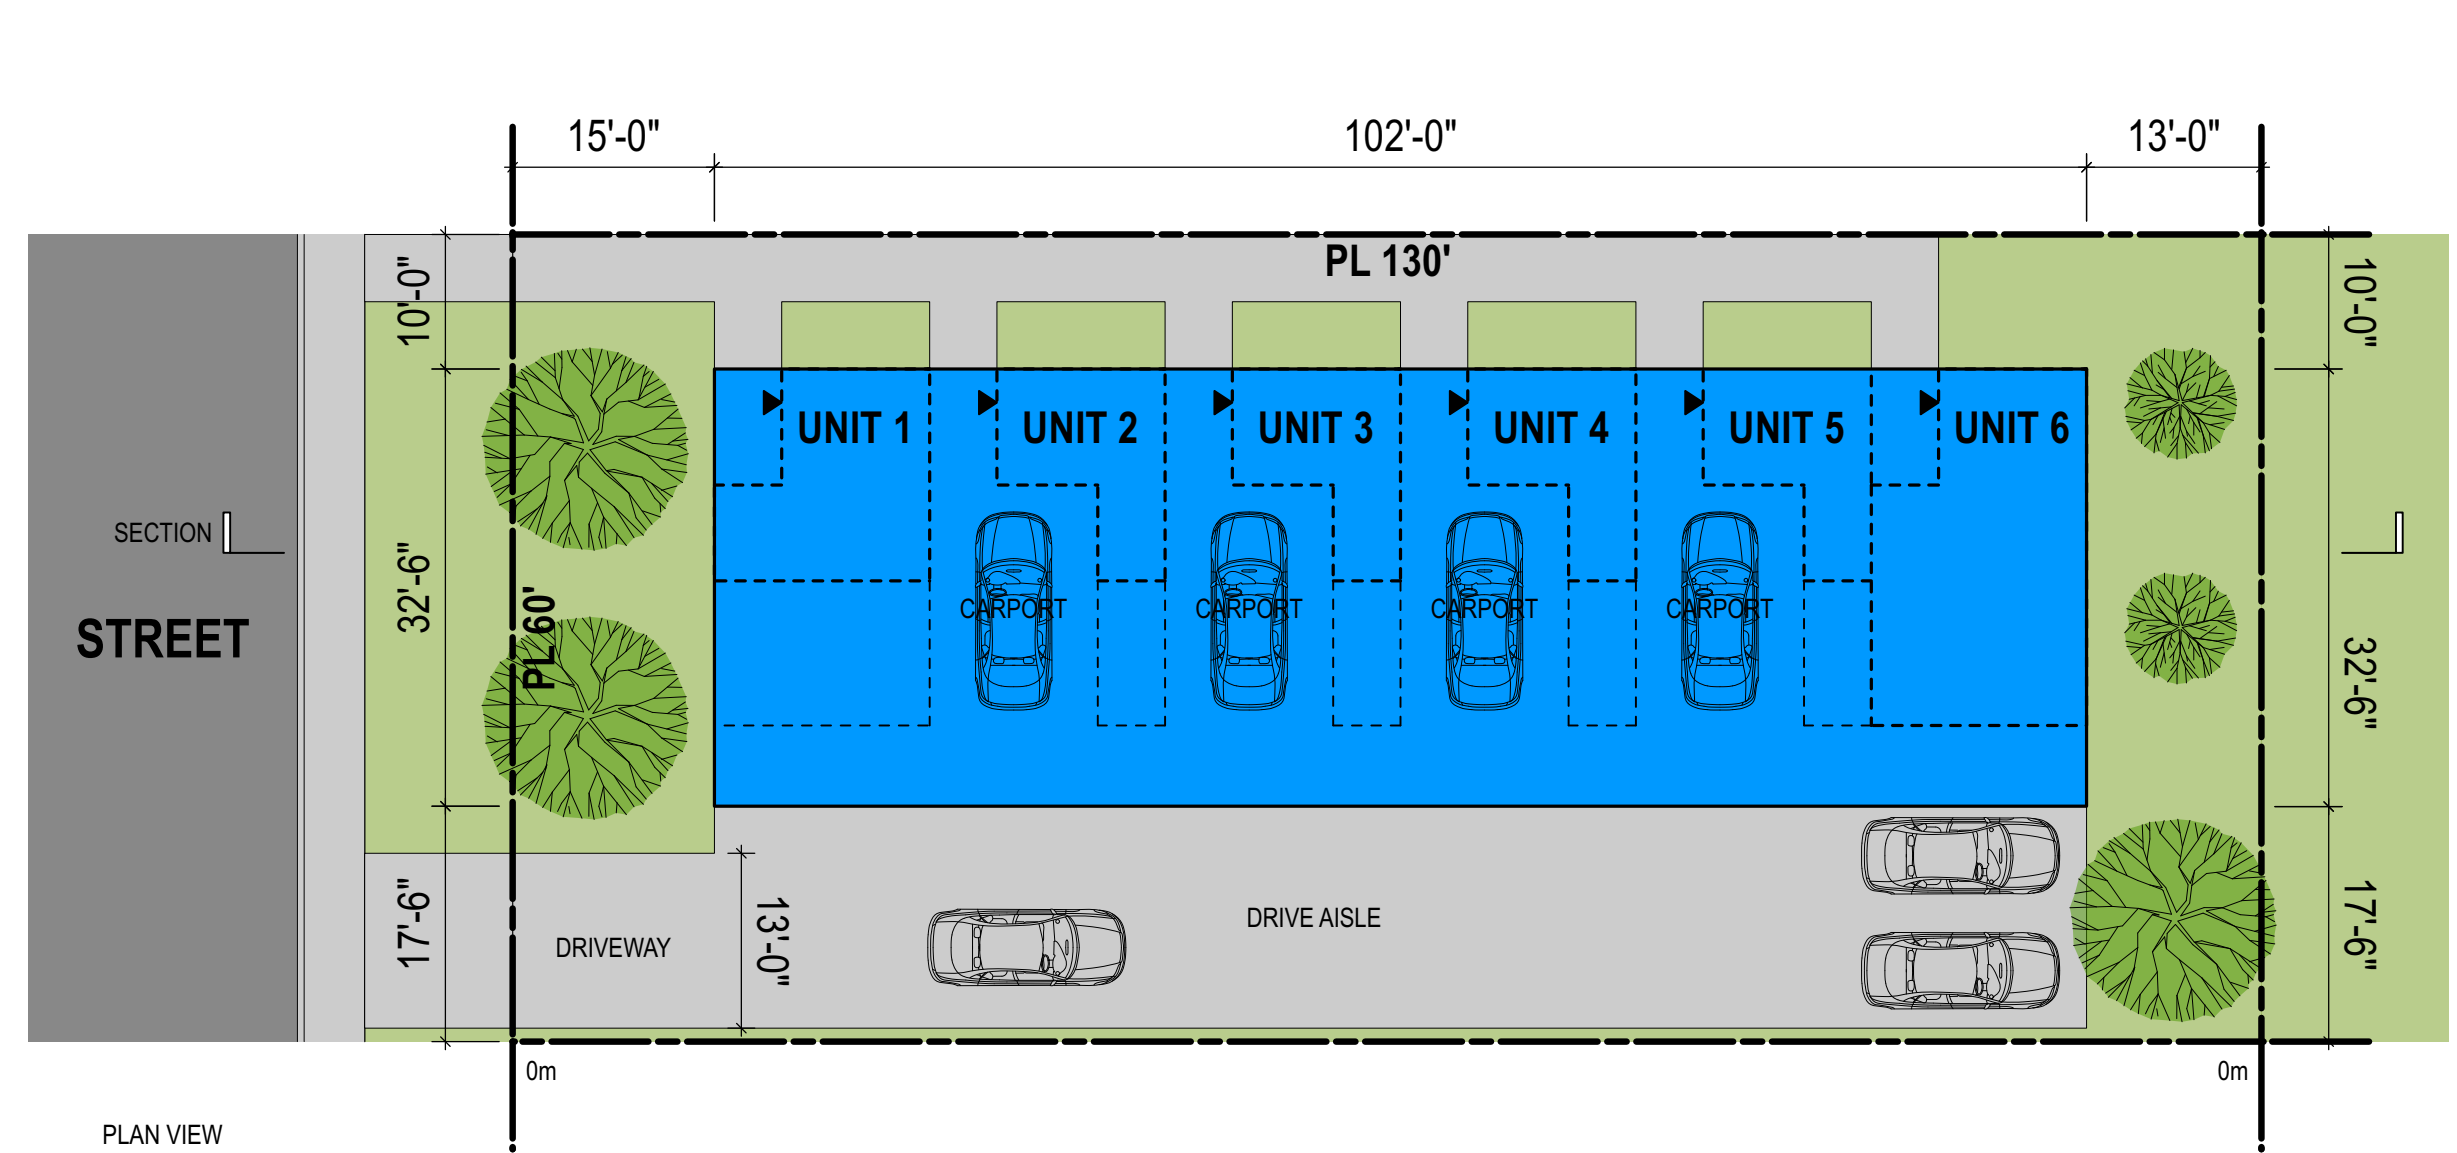 15'-0"
102'-0"
13'-0"
PL 130'
10'-0"
10'-0"
UNIT 1
UNIT 2
UNIT 3
UNIT 4
UNIT 5
UNIT 6
SECTION
STREET
32'-6"
PL 60'
CARPORT
CARPORT
CARPORT
CARPORT
32'-6"
17'-6"
DRIVEWAY
13'-0"
DRIVE AISLE
17'-6"
0m
0m
PLAN VIEW